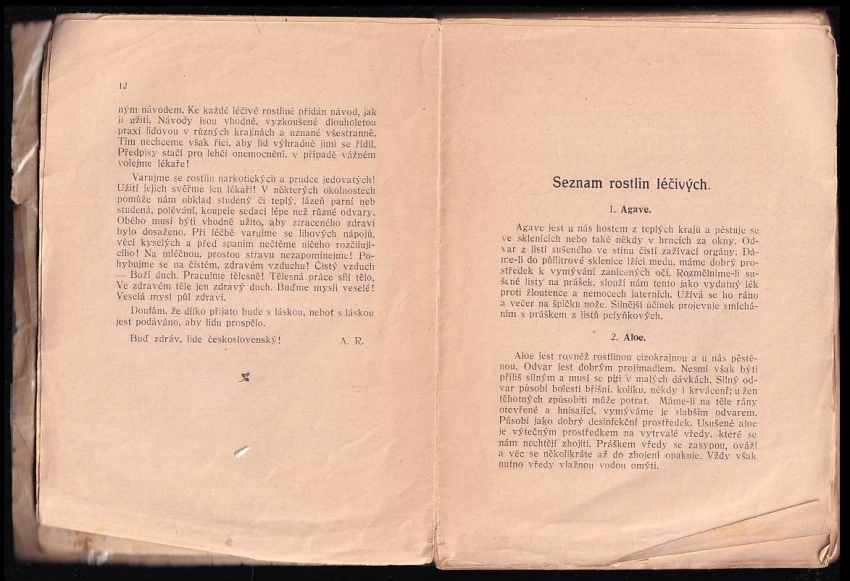 12
ným návodem. Ke každé léčivé rostlině přidán návod, jak
ji užíti. Návody jsou vhodné, vyzkoušené dlouholetou
praxí lidovou v různých krajinách a uznané všestranně.
Tím nechceme však říci, aby lid výhradně jimi se řídil.
Předpisy stačí pro lehčí onemocnění, v případě vážném
volejme lékaře!
Varujme se rostlin narkotických a prudce jedovatých!
Užití jejich svěřme jen lékaři! V některých okolnostech
pomůže nám obklad studený či teplý, lázeň parní neb
studená, polévání, koupele sedací lépe než různé odvary.
Obého musí býti vhodně užito, aby ztraceného zdraví
bylo dosaženo. Při léčbě varujme se lihových nápojů,
věcí kyselých a před spaním nečtěme ničeho rozčilují-
cího! Na mléčnou, prostou stravu nezapomínejme! Po-
hybujme se na čistém, zdravém vzduchu! Čistý vzduch
— Boží duch. Pracujme tělesně! Tělesná práce sílí tělo.
Ve zdravém těle jen zdravý duch. Buďme mysli veselé!
Veselá mysl půl zdraví.
Doufám, že dílko přijato bude s láskou, neboť s láskou
jest podáváno, aby lidu prospělo.
Buď zdráv, lide československý! A. R.
Seznam rostlin léčivých.
1. Agave.
Agave jest u nás hostem z teplých krajů a pěstuje se
ve sklenících nebo také někdy v hrncích za okny. Od-
var z listí sušeného ve stínu čistí zažívací orgány. Dá-
me-li do půllitrové sklenice lžíci medu, máme dobrý pro-
středek k vymývání zanícených očí. Rozmělníme-li su-
šené listy na prášek, slouží nám tento jako vydatný lék
proti žloutence a nemocech jaterních. Užívá se ho ráno
a večer na špičku nože. Silnější účinek projevuje smíchá-
ním s práškem z listů pelyňkových.
2. Aloe.
Aloe jest rovněž rostlinou cizokrajnou a u nás pěstě-
nou. Odvar jest dobrým projímadlem. Nesmí však býti
příliš silným a musí se píti v malých dávkách. Silný od-
var působí bolesti břišní, koliku, někdy i krvácení; u žen
těhotných způsobiti může potrat. Máme-li na těle rány
otevřené a hnisající, vymýváme je slabším odvarem.
Působí jako dobrý desinfekční prostředek. Usušené aloe
je výtečným prostředkem na vytrvalé vředy, které se
nám nechtějí zhojiti. Práškem vředy se zasypou, ováží
a věc se několikráte až do zhojení opakuje. Vždy však
nutno vředy vlažnou vodou omýti.